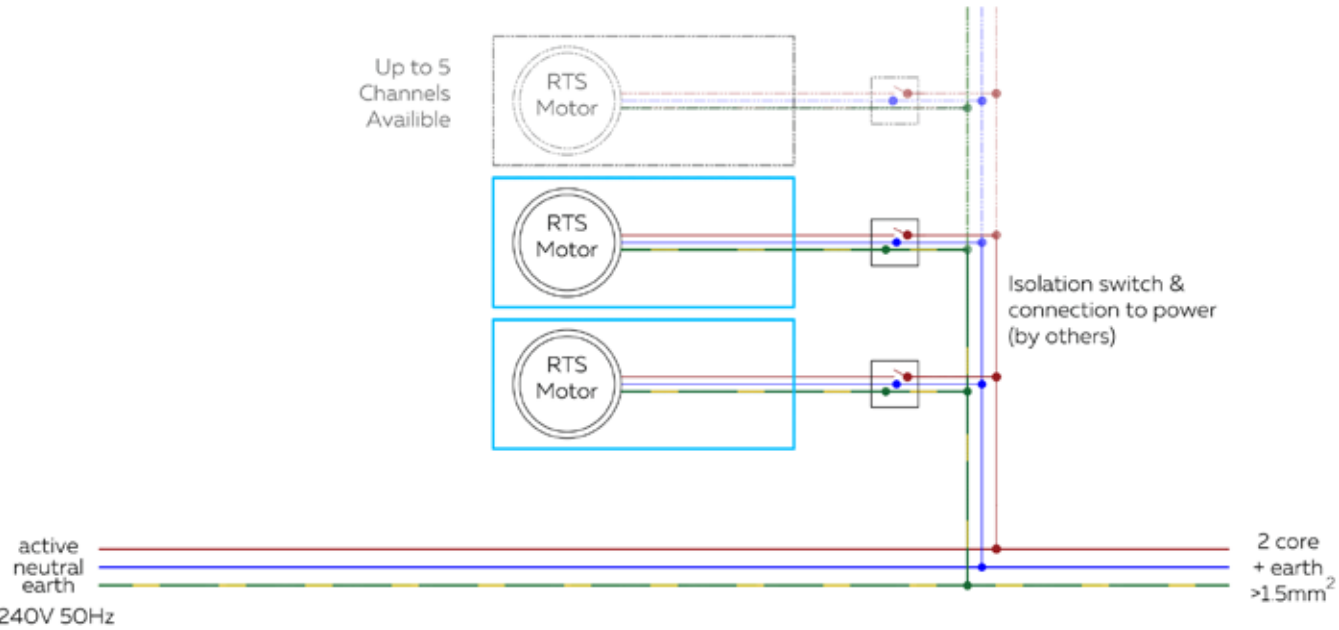 Up to 5
Channels
Availible
RTS
Motor
RTS
Motor
Isolation switch &
connection to power
(by others)
RTS
Motor
active
neutral
earth
240V 50Hz
2 core
+ earth
>1.5mm²